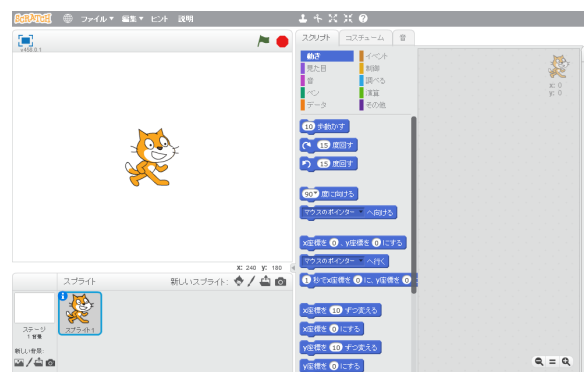 SCRATCH ファイル▼ 編集▼ ヒント 説明
v458.0.1
X: 240 y: 180
スプライト 新しいスプライト:
ステージ
1 背景
新しい背景:
スプライト1
スクリプト コスチューム 音
動き イベント
見た目 制御
音 調べる
ペン 演算
データ その他
10 歩動かす
15 度回す
15 度回す
90▼ 度に向ける
マウスのポインター へ向ける
x座標を 0 、y座標を 0 にする
マウスのポインター へ行く
1 秒でx座標を 0 に、y座標を 0
x座標を 10 ずつ変える
x座標を 0 にする
y座標を 10 ずつ変える
y座標を 0 にする
x: 0
y: 0